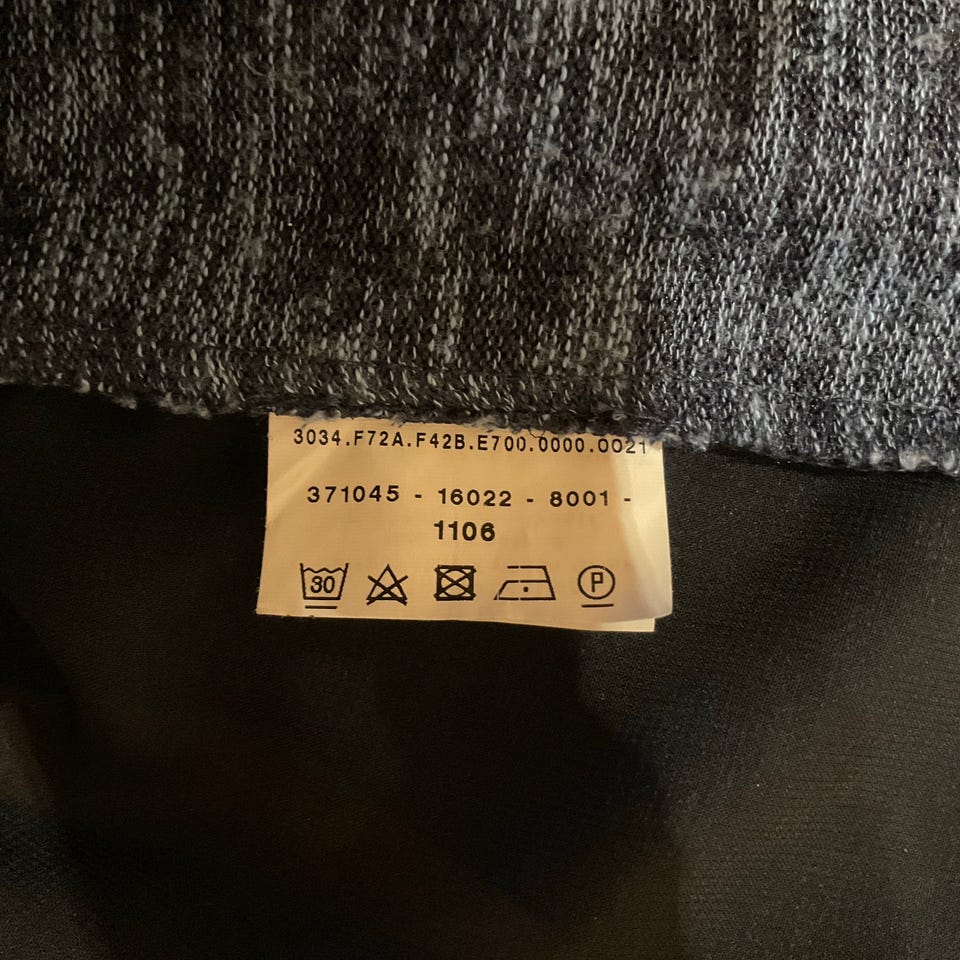 3034.F72A.F42B.E700.0000.0021
371045 - 16022 - 8001 -
1106
30 P